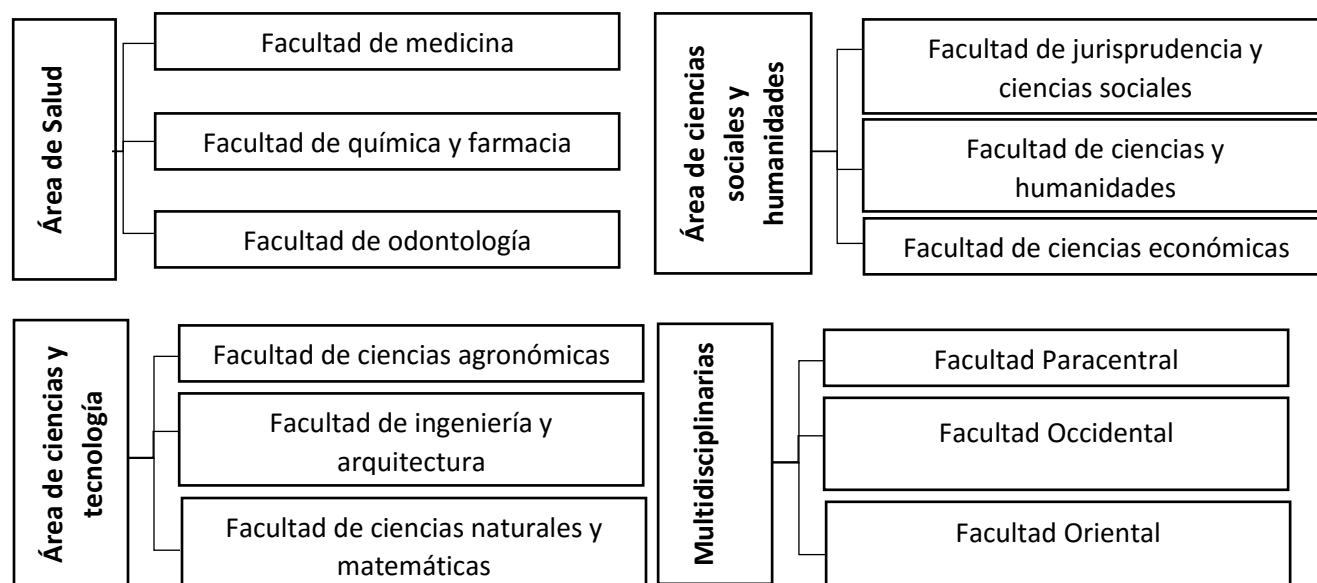 Área de Salud
Facultad de medicina
Facultad de química y farmacia
Facultad de odontología
Área de ciencias
sociales y
humanidades
Facultad de jurisprudencia y
ciencias sociales
Facultad de ciencias y
humanidades
Facultad de ciencias económicas
Área de ciencias y
tecnología
Facultad de ciencias agronómicas
Facultad de ingeniería y
arquitectura
Facultad de ciencias naturales y
matemáticas
Multidisciplinarias
Facultad Paracentral
Facultad Occidental
Facultad Oriental